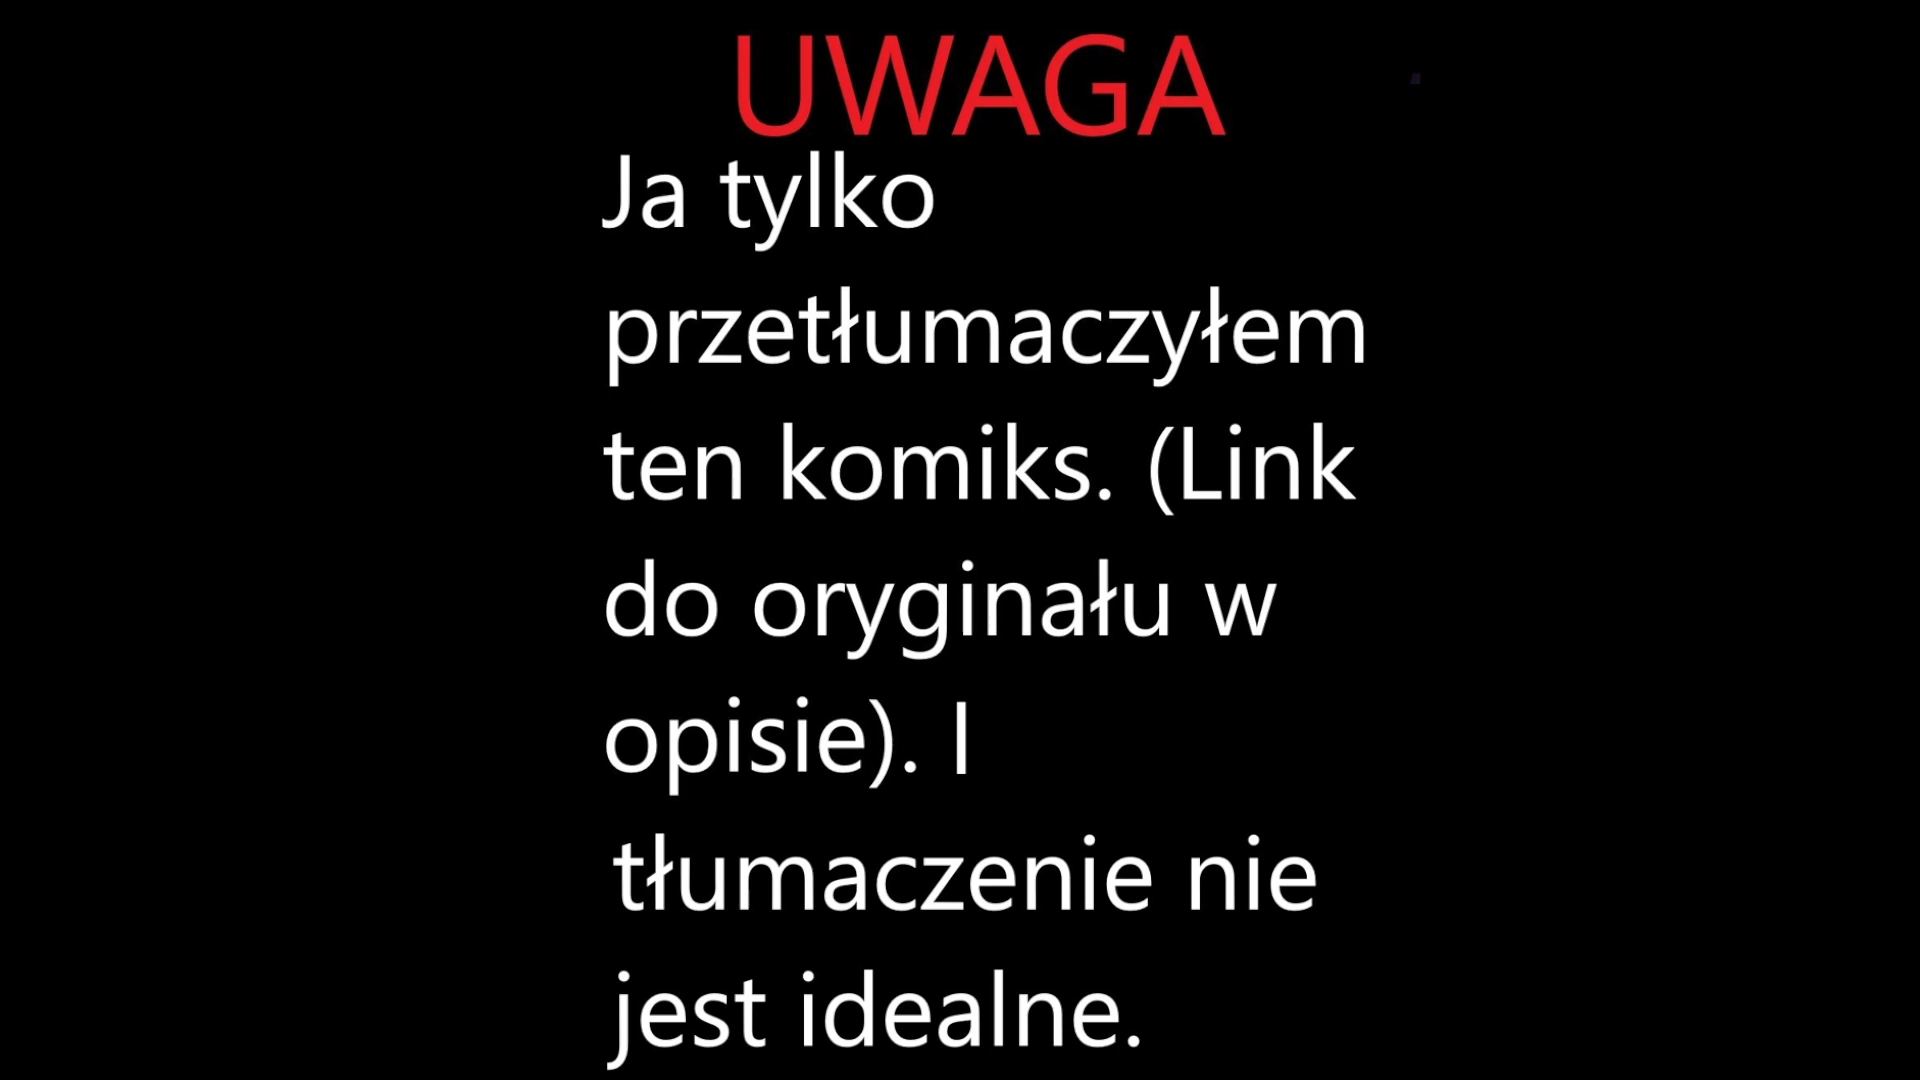 UWAGA
Ja tylko
przetłumaczyłem
ten komiks. (Link
do oryginału w
opisie). I
tłumaczenie nie
jest idealne.